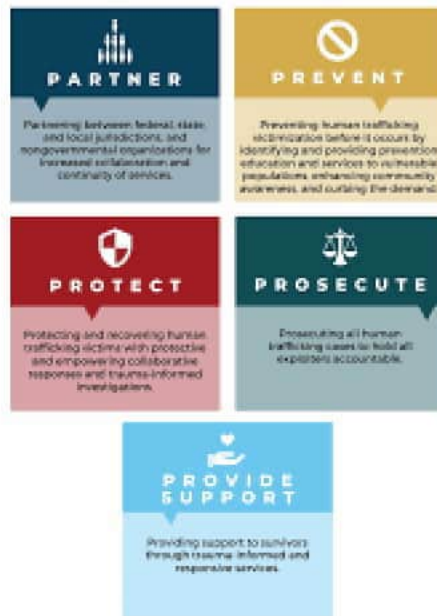 PARTNER
Partnering between federal, state
and local jurisdictions, and
nongovernmental organizations for
increased collaboration and
continuity of services.
PREVENT
Preventing human trafficking
victimization before it occurs by
identifying and providing prevention
education and services to vulnerable
populations, enhancing community
awareness, and curbing the demand.
PROTECT
Protecting and recovering human
trafficking victims with protective
and empowering collaborative
responses and trauma-informed
investigations.
PROSECUTE
Prosecuting all human
trafficking cases to hold all
exploiters accountable.
PROVIDE
SUPPORT
Providing support to survivors
through trauma-informed and
responsive services.